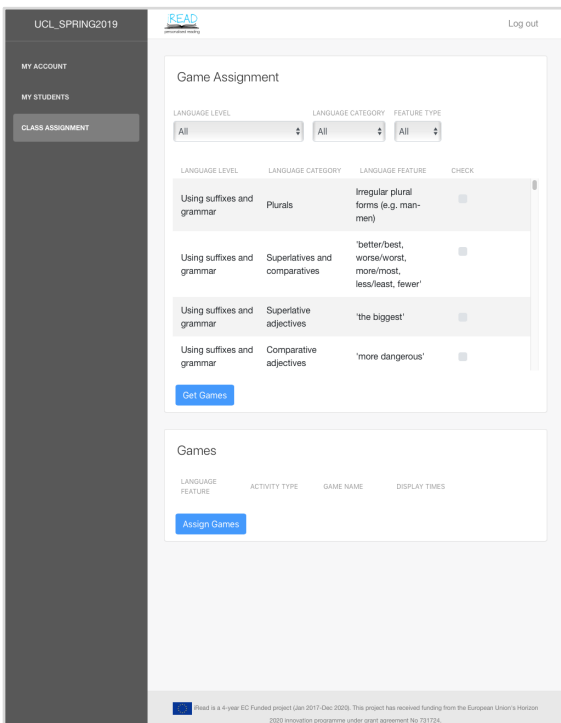 UCL_SPRING2019
READ
personalised reading
Log out
MY ACCOUNT
MY STUDENTS
CLASS ASSIGNMENT
Game Assignment
LANGUAGE LEVEL LANGUAGE CATEGORY FEATURE TYPE
All All All
LANGUAGE LEVEL LANGUAGE CATEGORY LANGUAGE FEATURE CHECK
Using suffixes and
grammar
Plurals
Irregular plural
forms (e.g. man-
men)
Using suffixes and
grammar
Superlatives and
comparatives
'better/best,
worse/worst,
more/most,
less/least, fewer'
Using suffixes and
grammar
Superlative
adjectives
'the biggest'
Using suffixes and
grammar
Comparative
adjectives
'more dangerous'
Get Games
Games
LANGUAGE
FEATURE
ACTIVITY TYPE GAME NAME DISPLAY TIMES
Assign Games
iRead is a 4-year EC Funded project (Jan 2017-Dec 2020). This project has received funding from the European Union's Horizon
2020 innovation programme under grant agreement No 731724.